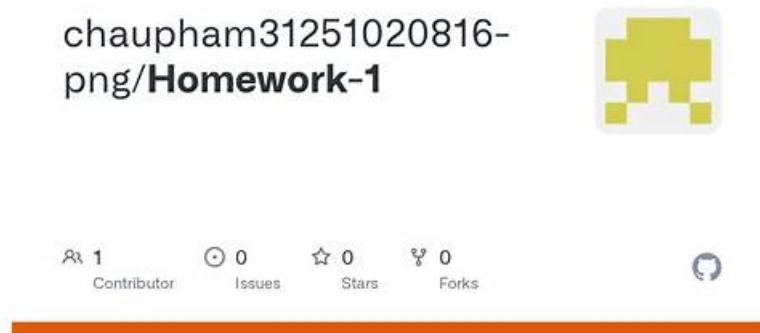 chaupham31251020816-
png/Homework-1
1
Contributor
0
Issues
0
Stars
0
Forks